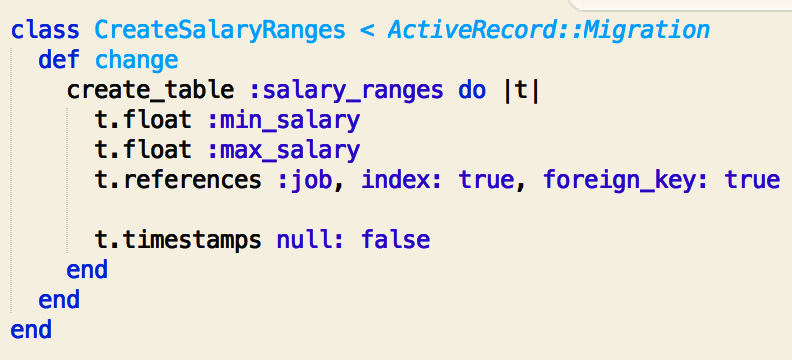 class CreateSalaryRanges < ActiveRecord::Migration
  def change
    create_table :salary_ranges do |t|
      t.float :min_salary
      t.float :max_salary
      t.references :job, index: true, foreign_key: true

      t.timestamps null: false
    end
  end
end